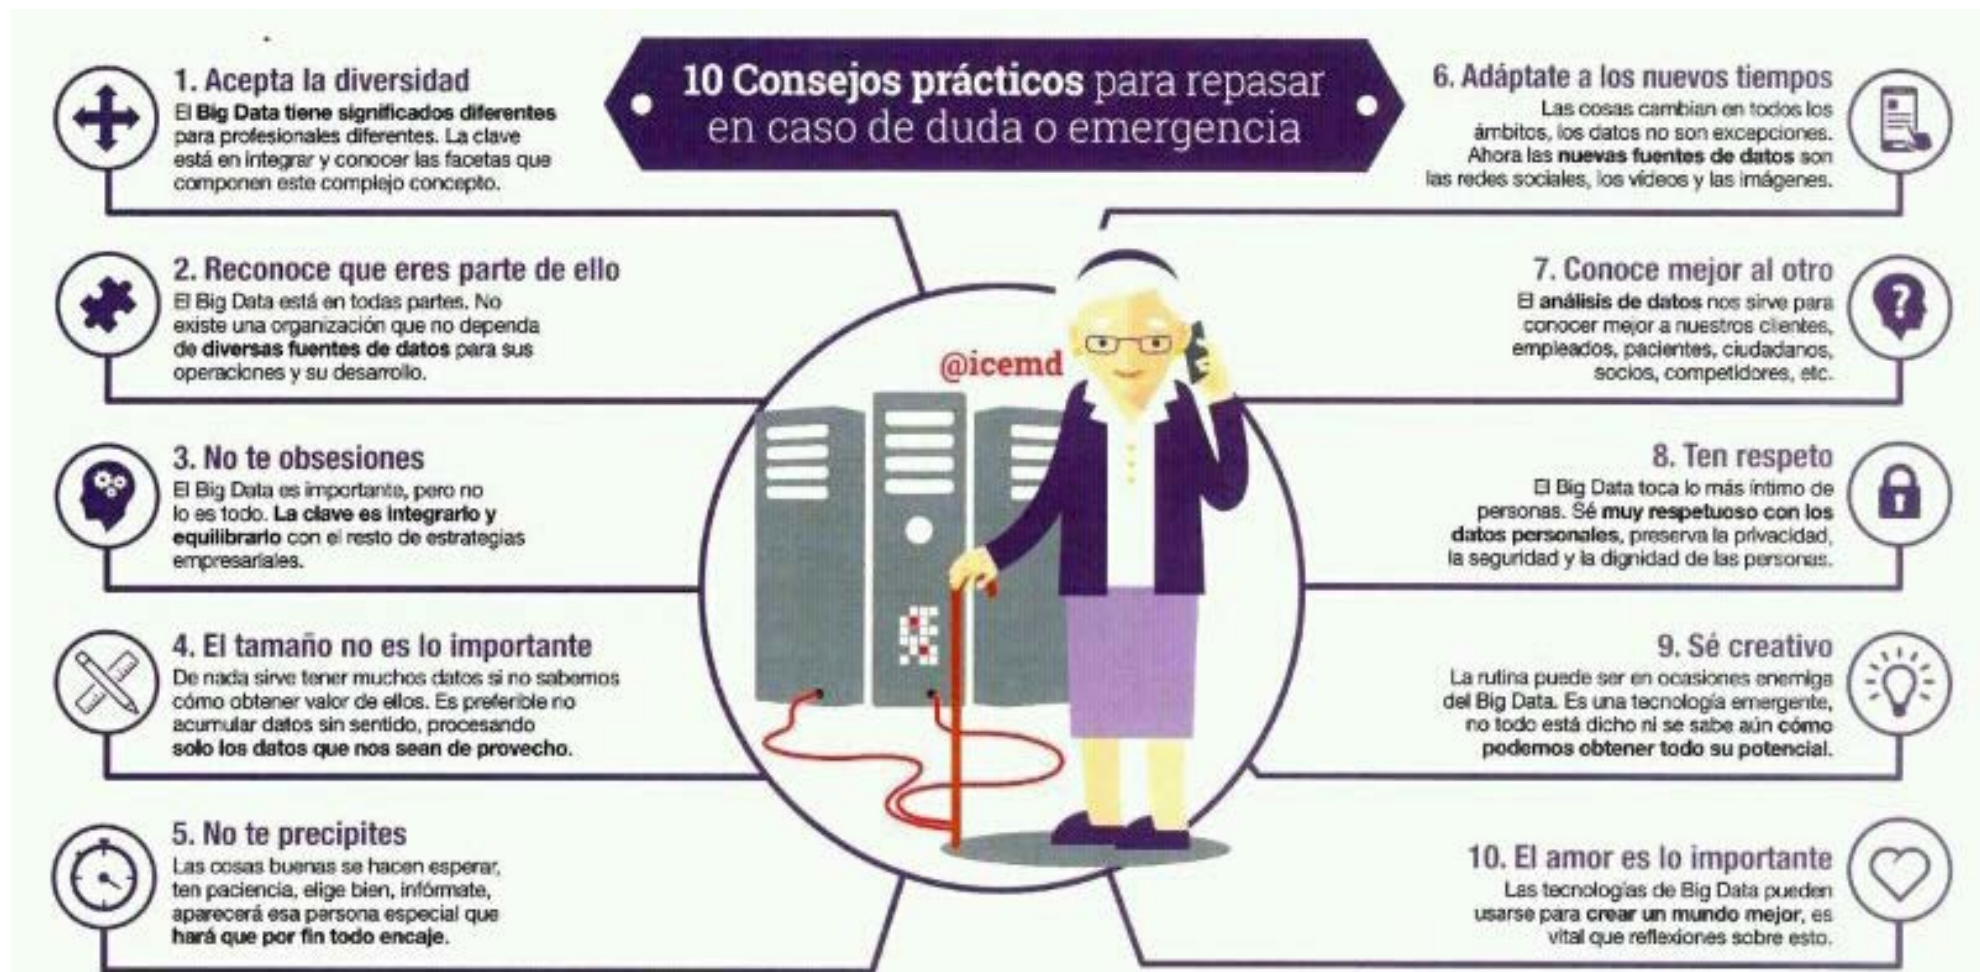 10 Consejos prácticos para repasar
en caso de duda o emergencia
1. Acepta la diversidad
El Big Data tiene significados diferentes
para profesionales diferentes. La clave
está en integrar y conocer las facetas que
componen este complejo concepto.
2. Reconoce que eres parte de ello
El Big Data está en todas partes. No
existe una organización que no dependa
de diversas fuentes de datos para sus
operaciones y su desarrollo.
3. No te obsesiones
El Big Data es importante, pero no
lo es todo. La clave es integrarlo y
equilibrarlo con el resto de estrategias
empresariales.
4. El tamaño no es lo importante
De nada sirve tener muchos datos si no sabemos
cómo obtener valor de ellos. Es preferible no
acumular datos sin sentido, procesando
solo los datos que nos sean de provecho.
5. No te precipites
Las cosas buenas se hacen esperar,
ten paciencia, elige bien, infórmate,
aparecerá esa persona especial que
hará que por fin todo encaje.
@icemd
6. Adáptate a los nuevos tiempos
Las cosas cambian en todos los
ámbitos, los datos no son excepciones.
Ahora las nuevas fuentes de datos son
las redes sociales, los vídeos y las imágenes.
7. Conoce mejor al otro
El análisis de datos nos sirve para
conocer mejor a nuestros clientes,
empleados, pacientes, ciudadanos,
socios, competidores, etc.
8. Ten respeto
El Big Data toca lo más íntimo de
personas. Sé muy respetuoso con los
datos personales, preserva la privacidad,
la seguridad y la dignidad de las personas.
9. Sé creativo
La rutina puede ser en ocasiones enemiga
del Big Data. Es una tecnología emergente,
no todo está dicho ni se sabe aún cómo
podemos obtener todo su potencial.
10. El amor es lo importante
Las tecnologías de Big Data pueden
usarse para crear un mundo mejor, es
vital que reflexiones sobre esto.